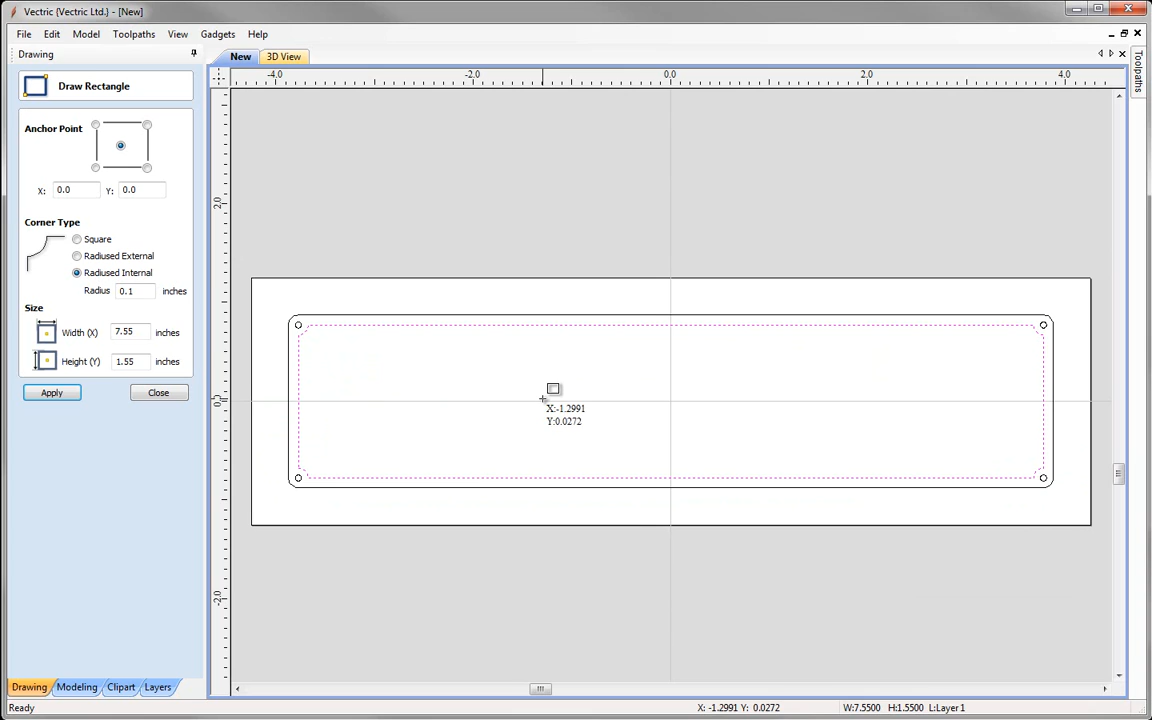 Vectric {Vectric Ltd.} - [New]
File Edit Model Toolpaths View Gadgets Help
Drawing
New 3D View
Toolpaths
Draw Rectangle
-4.0 -2.0 0.0 2.0 4.0
2.0
0.0
-2.0
Anchor Point
X: 0.0 Y: 0.0
Corner Type
Square
Radiused External
Radiused Internal
Radius 0.1 inches
Size
Width (X) 7.55 inches
Height (Y) 1.55 inches
Apply Close
X:-1.2991
Y:0.0272
Drawing Modeling Clipart Layers
Ready X: -1.2991 Y: 0.0272 W:7.5500 H:1.5500 L:Layer 1